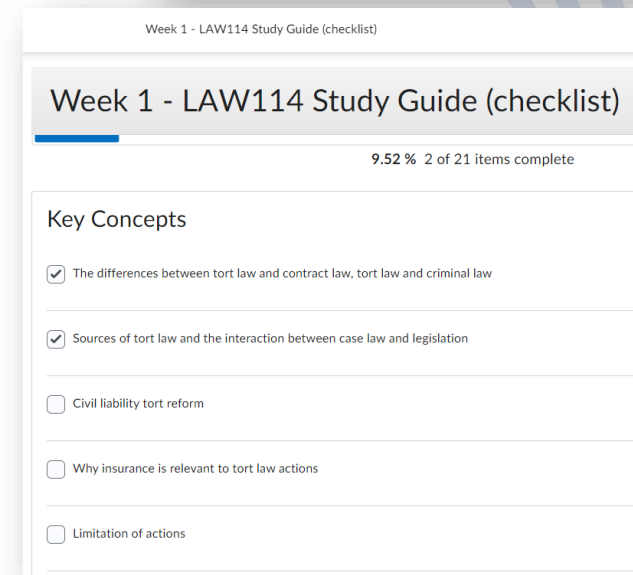 Week 1 - LAW114 Study Guide (checklist)
Week 1 - LAW114 Study Guide (checklist)
9.52 % 2 of 21 items complete
Key Concepts
The differences between tort law and contract law, tort law and criminal law
Sources of tort law and the interaction between case law and legislation
Civil liability tort reform
Why insurance is relevant to tort law actions
Limitation of actions